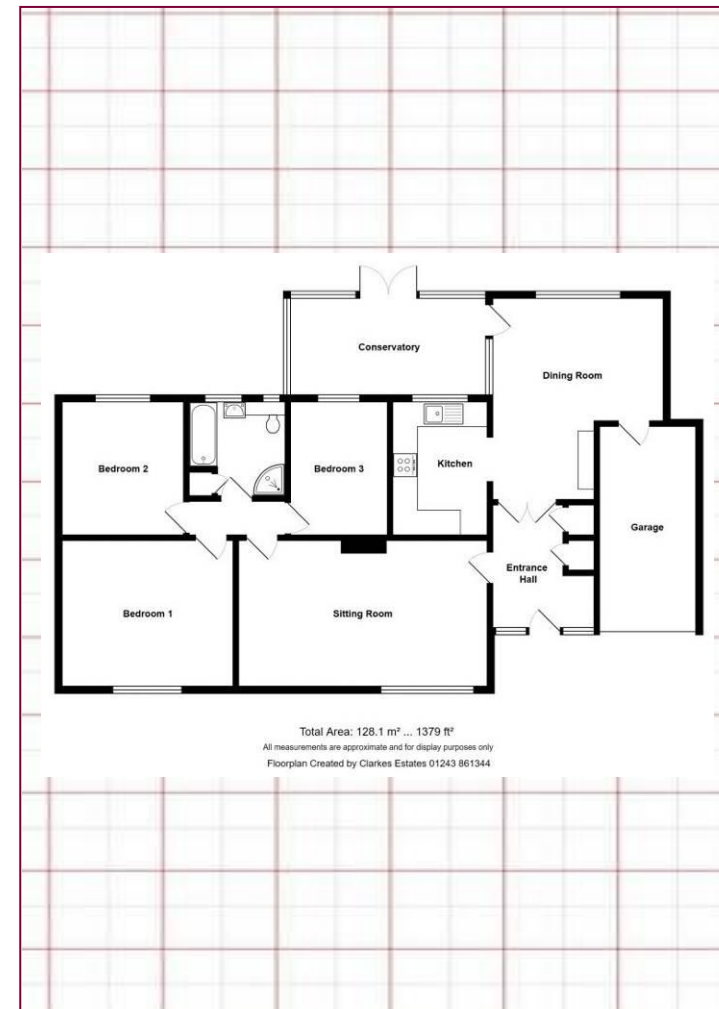 Conservatory
Dining Room
Bedroom 2
Bedroom 3
Kitchen
Garage
Entrance
Hall
Bedroom 1
Sitting Room
Total Area: 128.1 m² ... 1379 ft²
All measurements are approximate and for display purposes only
Floorplan Created by Clarkes Estates 01243 861344